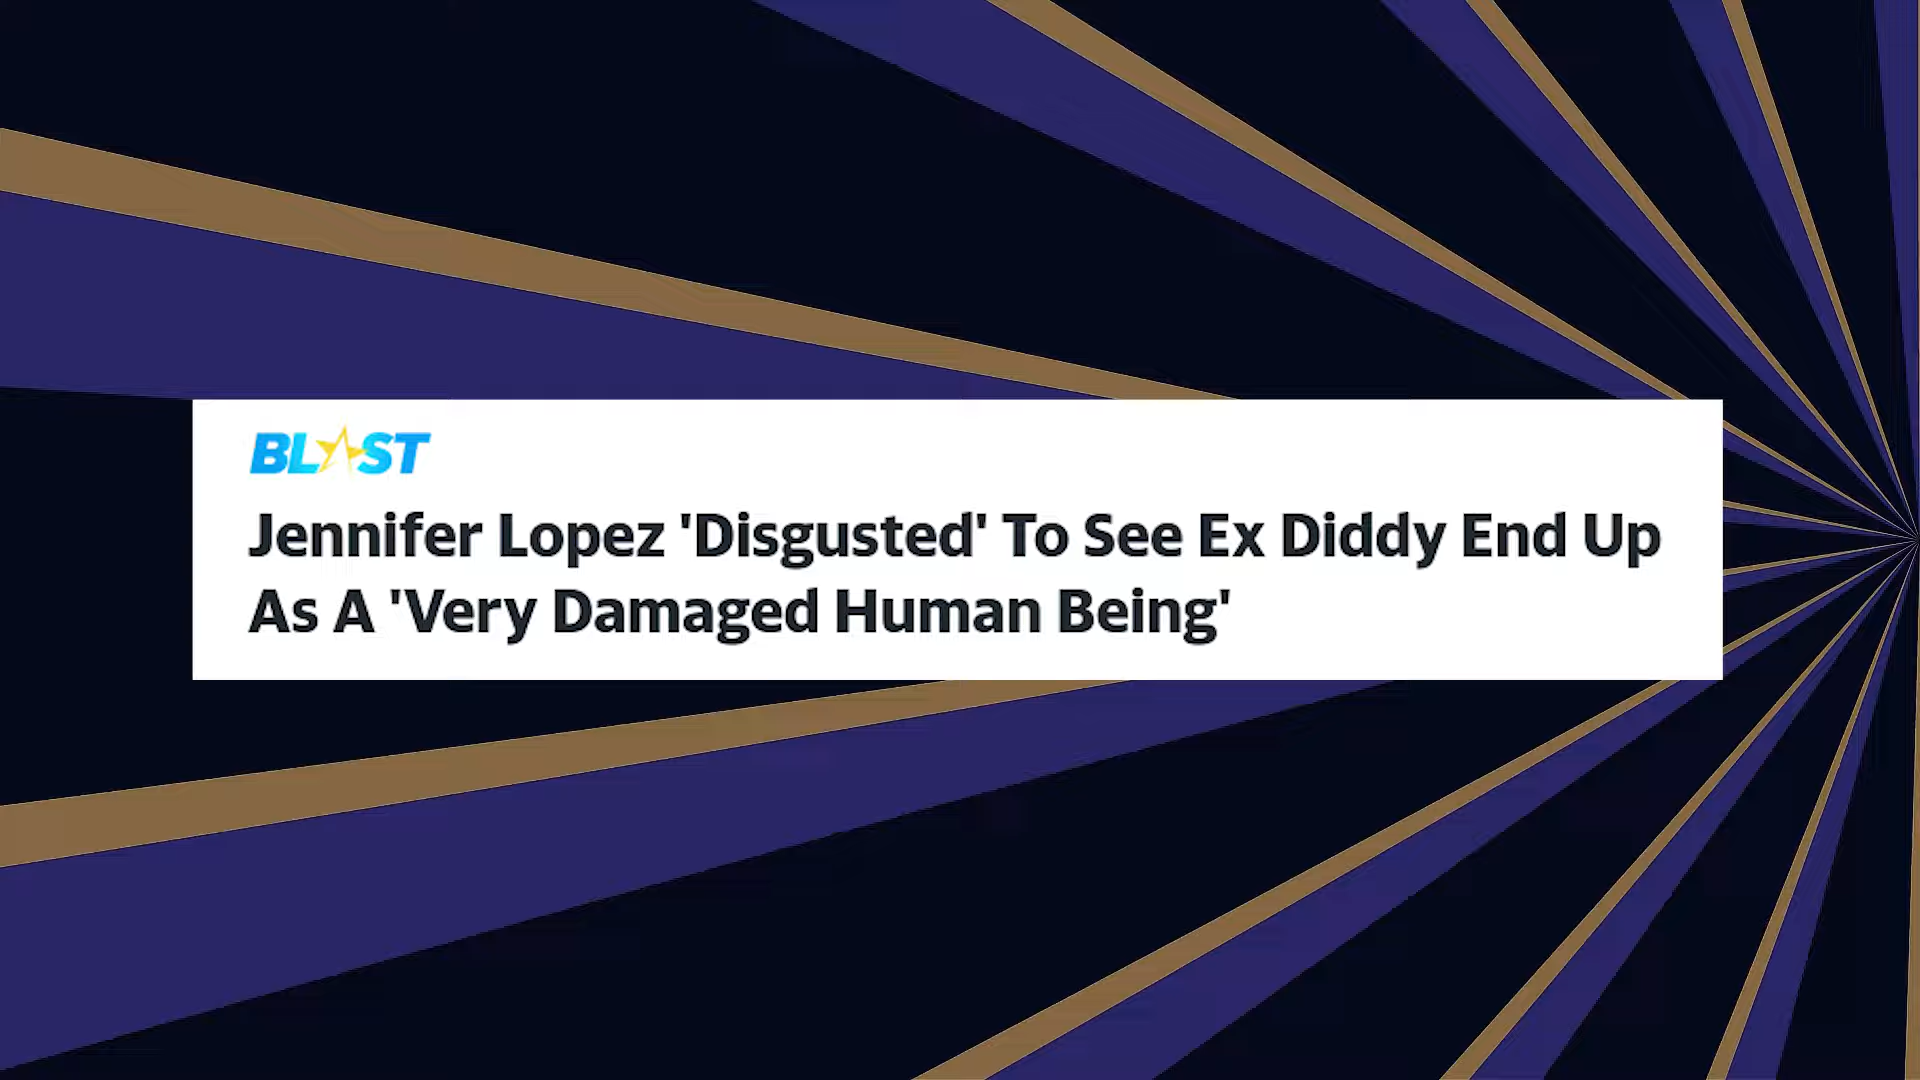 BLAST
Jennifer Lopez 'Disgusted' To See Ex Diddy End Up
As A 'Very Damaged Human Being'